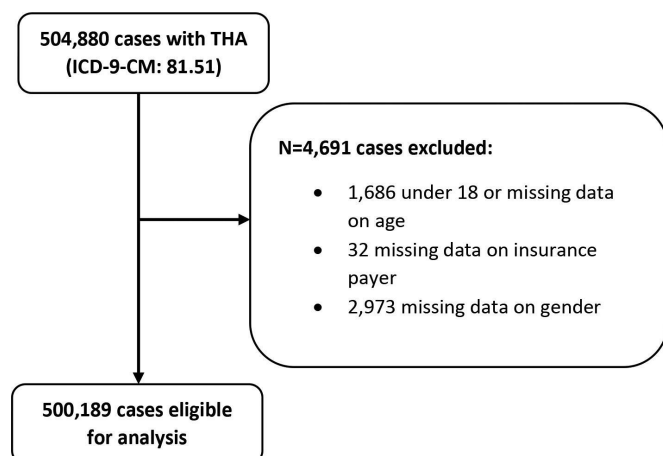 504,880 cases with THA
(ICD-9-CM: 81.51)
N=4,691 cases excluded:
• 1,686 under 18 or missing data
on age
• 32 missing data on insurance
payer
• 2,973 missing data on gender
500,189 cases eligible
for analysis